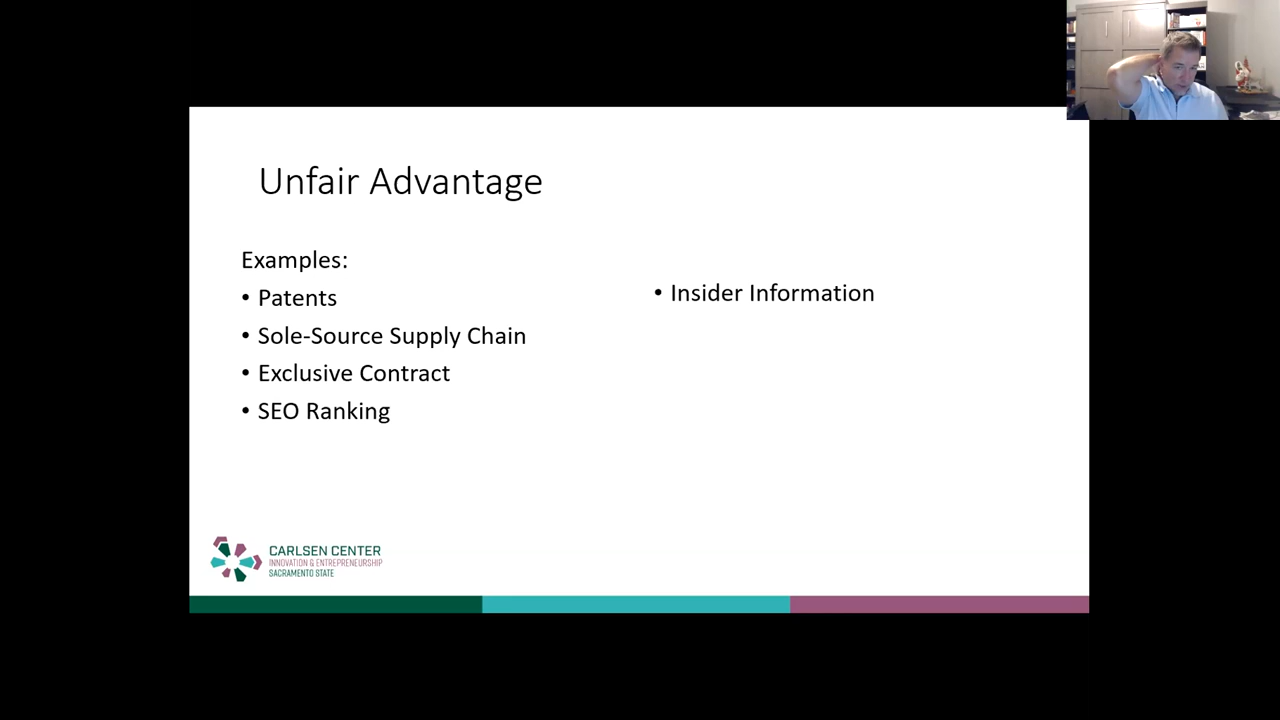 Unfair Advantage
Examples:
• Patents
• Sole-Source Supply Chain
• Exclusive Contract
• SEO Ranking
• Insider Information
CARLSEN CENTER
INNOVATION & ENTREPRENEURSHIP
SACRAMENTO STATE